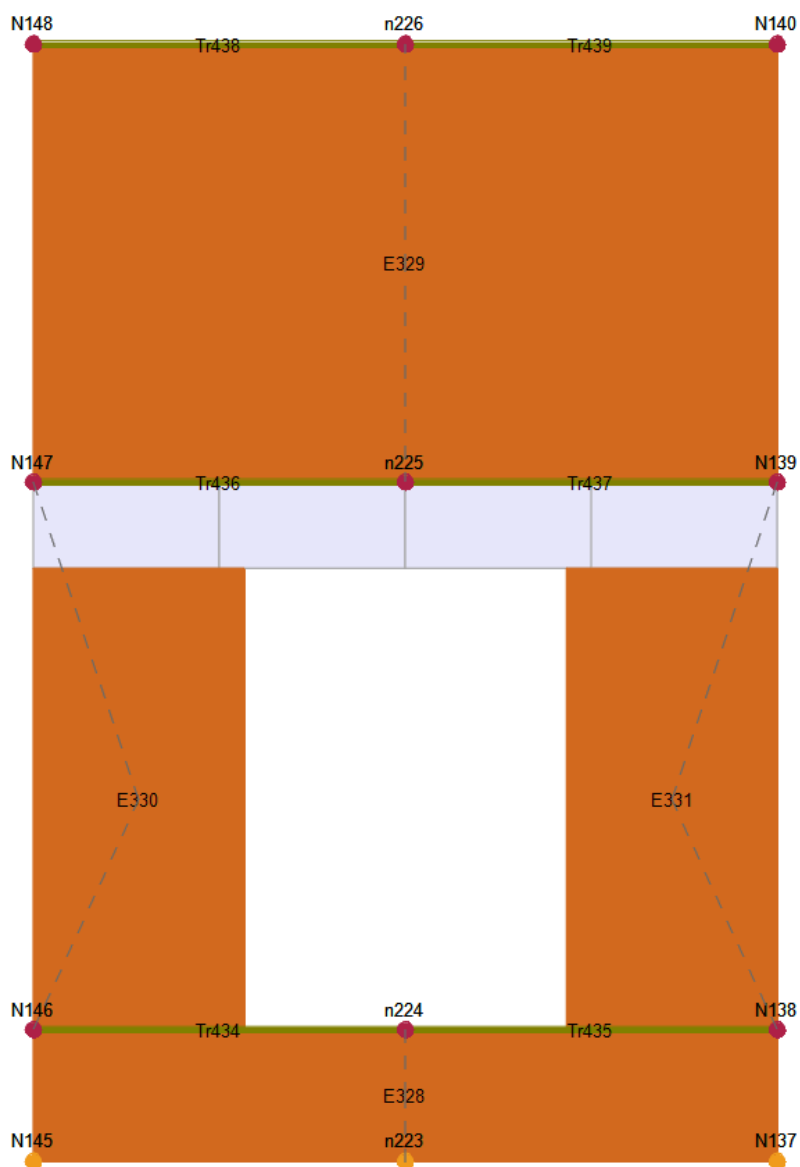 N148 n226 N140
Tr438 Tr439
E329
N147 n225 N139
Tr436 Tr437
E330 E331
N146 n224 N138
Tr434 Tr435
E328
N145 n223 N137